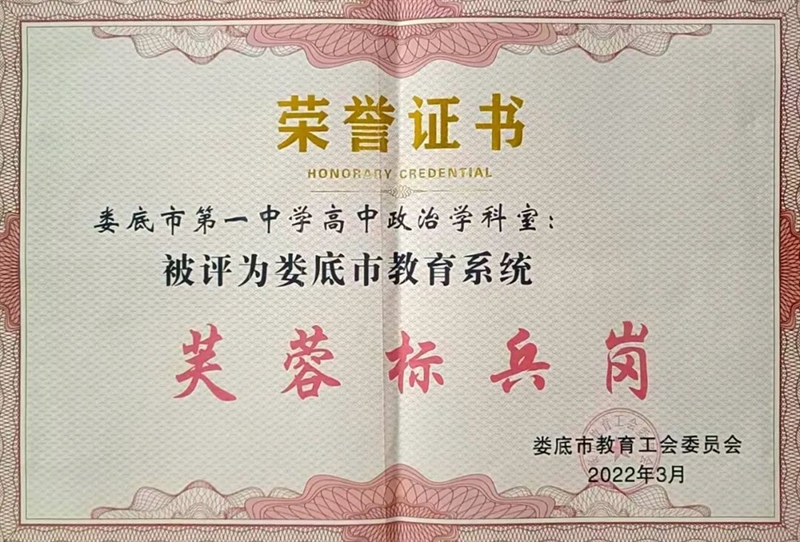 荣誉证书
HONORARY CREDENTIAL
娄底市第一中学高中政治学科室：
被评为娄底市教育系统
芙蓉标兵岗
娄底市教育工会委员会
2022年3月